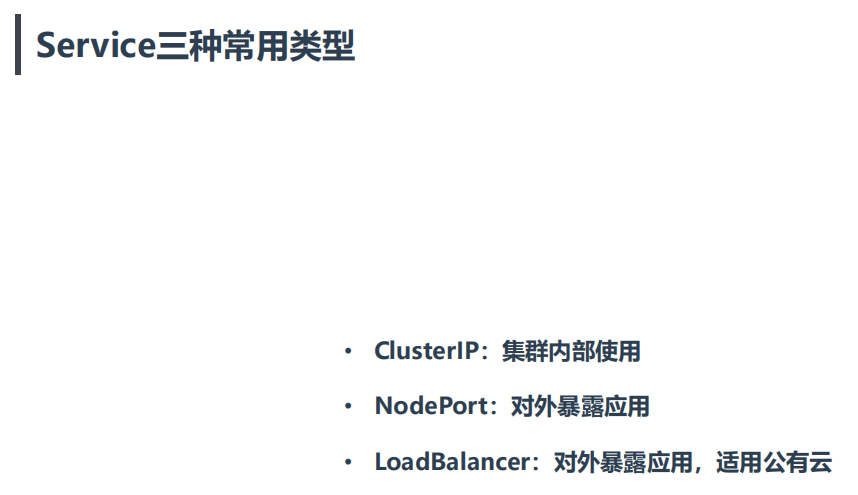 Service三种常用类型
• ClusterIP：集群内部使用
• NodePort：对外暴露应用
• LoadBalancer：对外暴露应用，适用公有云